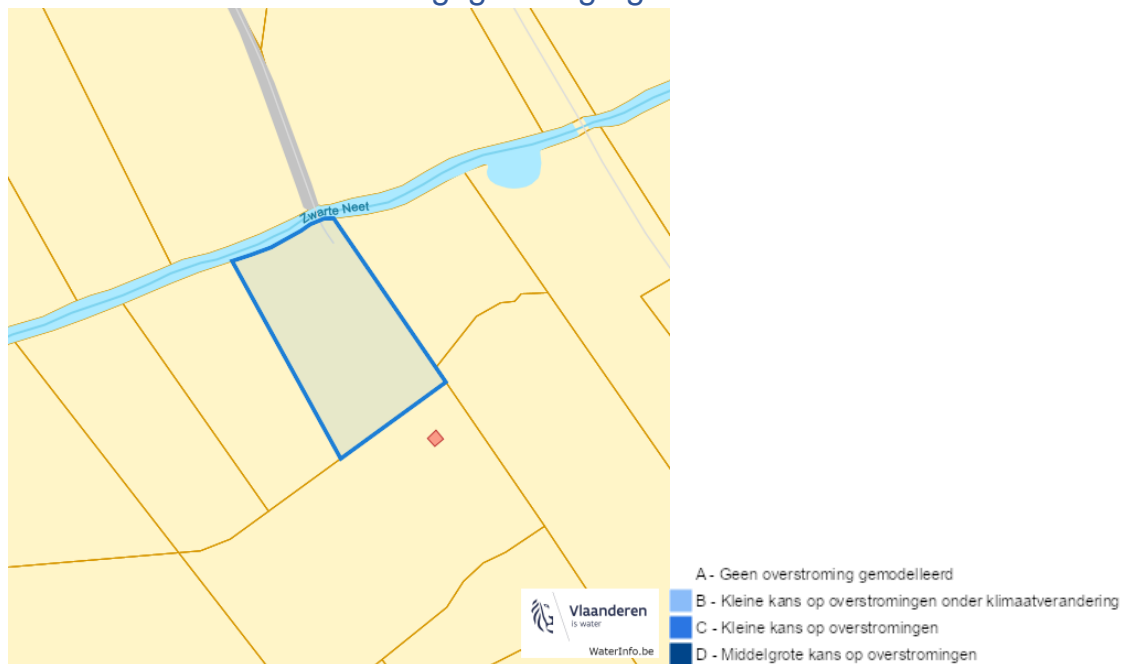 Zwarte Neet
Vlaanderen
is water
WaterInfo.be
A - Geen overstroming gemodelleerd
B - Kleine kans op overstromingen onder klimaatverandering
C - Kleine kans op overstromingen
D - Middelgrote kans op overstromingen